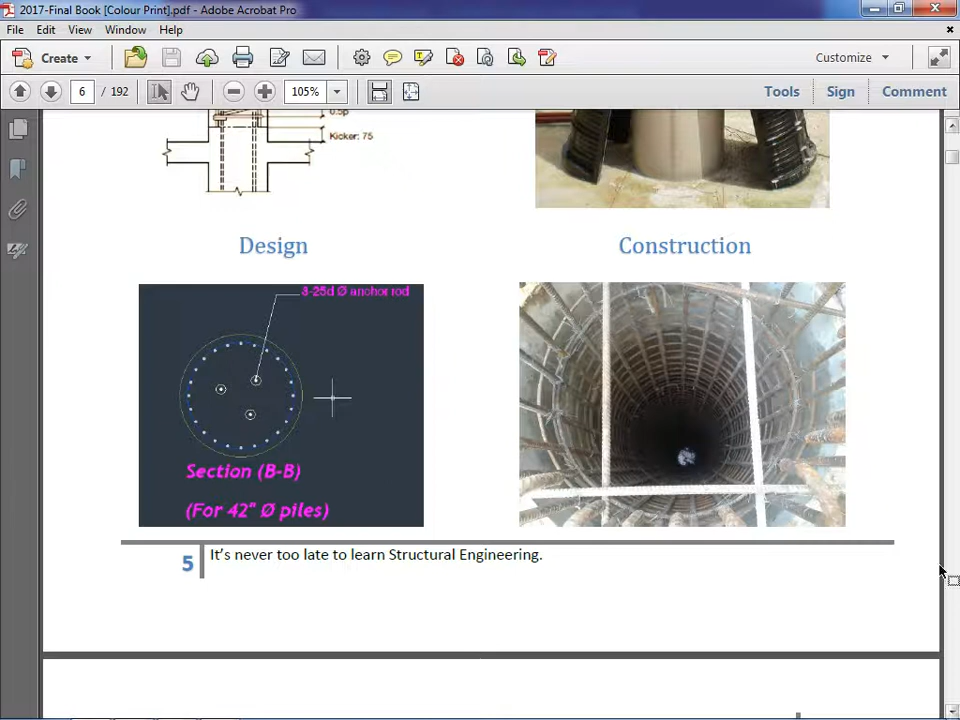 2017-Final Book [Colour Print].pdf - Adobe Acrobat Pro
File Edit View Window Help
Create
Customize
6 / 192
105%
Tools Sign Comment
0.5p
Kicker: 75
Design
Construction
3-25d Ø anchor rod
Section (B-B)
(For 42" Ø piles)
5 It's never too late to learn Structural Engineering.